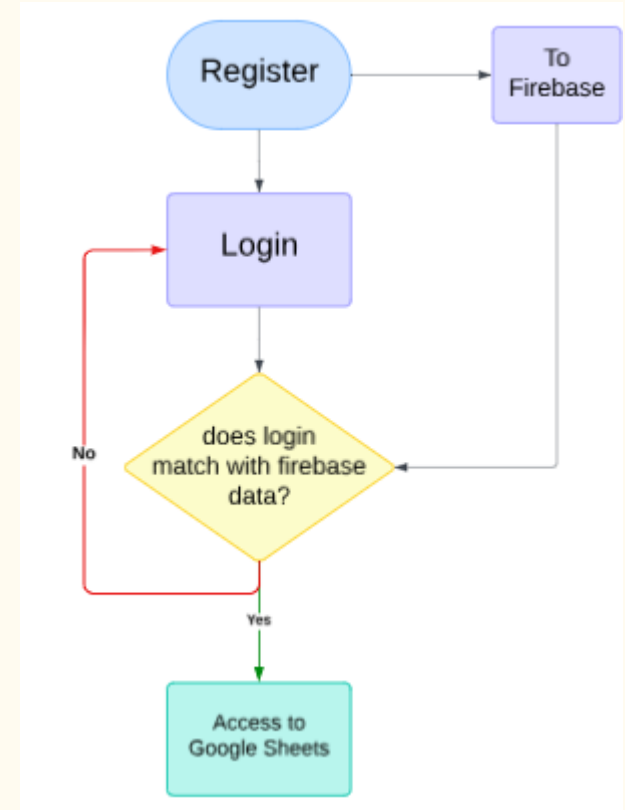 Register
To
Firebase
Login
does login
match with firebase
data?
No
Yes
Access to
Google Sheets